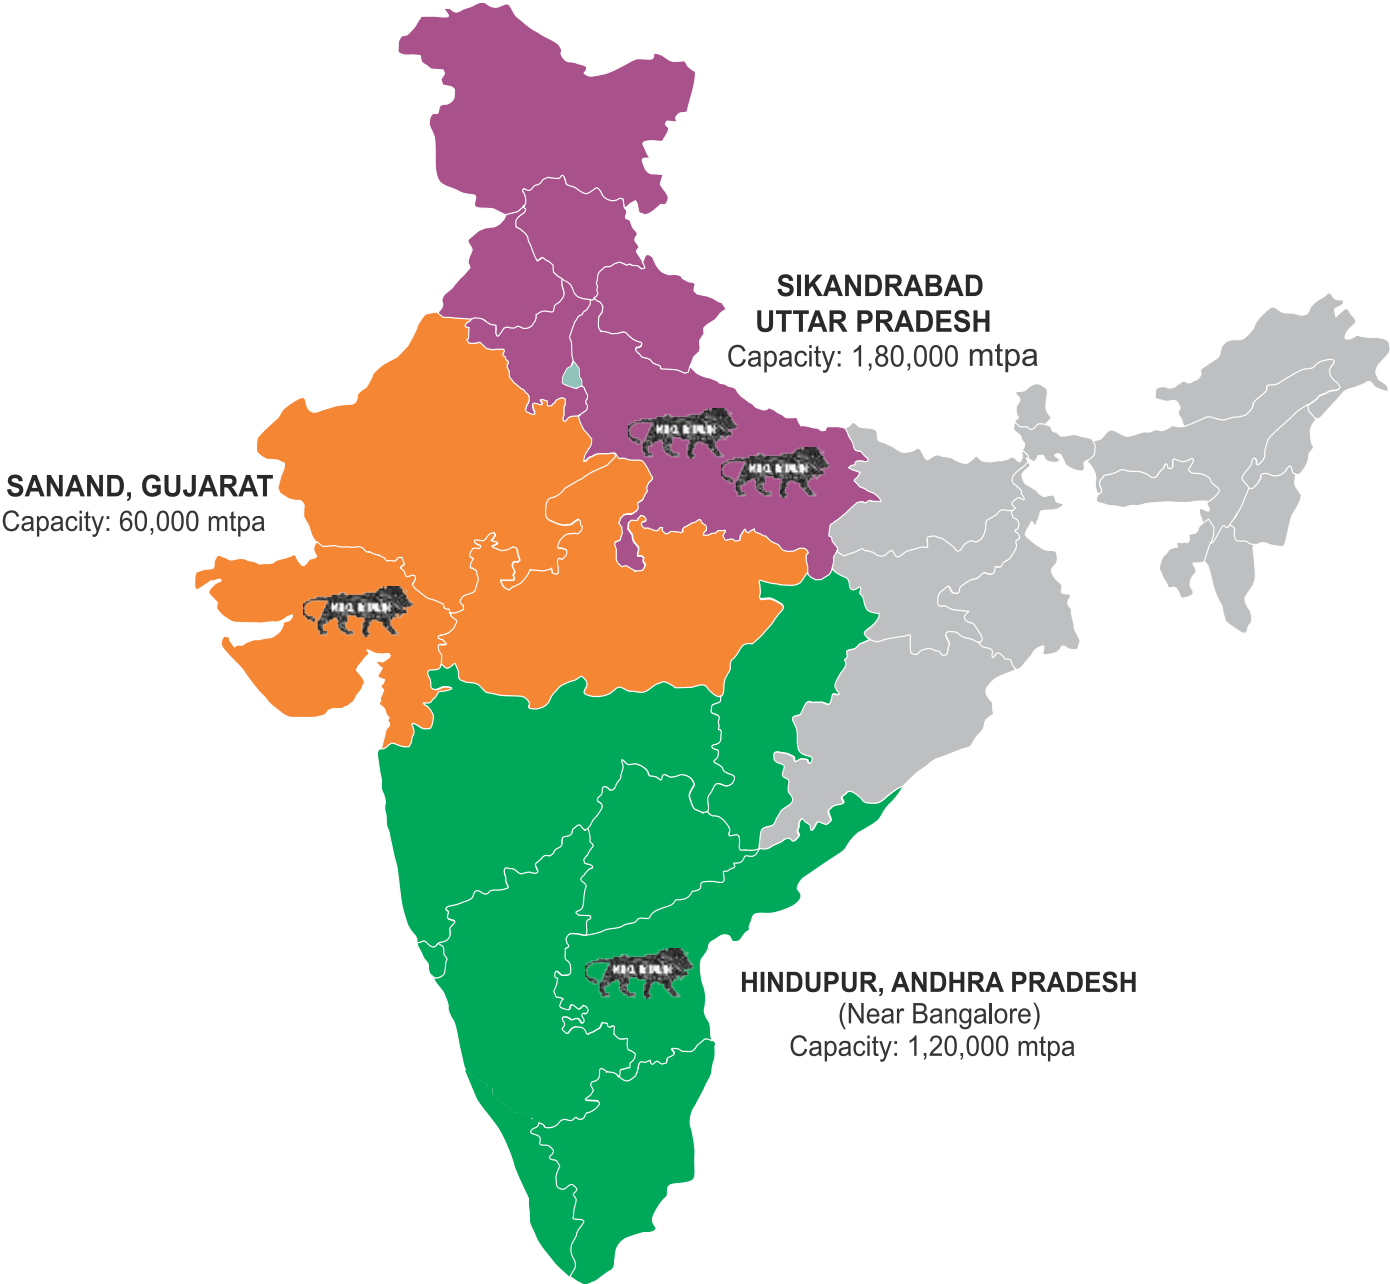 SIKANDRABAD
UTTAR PRADESH
Capacity: 1,80,000 mtpa
SANAND, GUJARAT
Capacity: 60,000 mtpa
HINDUPUR, ANDHRA PRADESH
(Near Bangalore)
Capacity: 1,20,000 mtpa